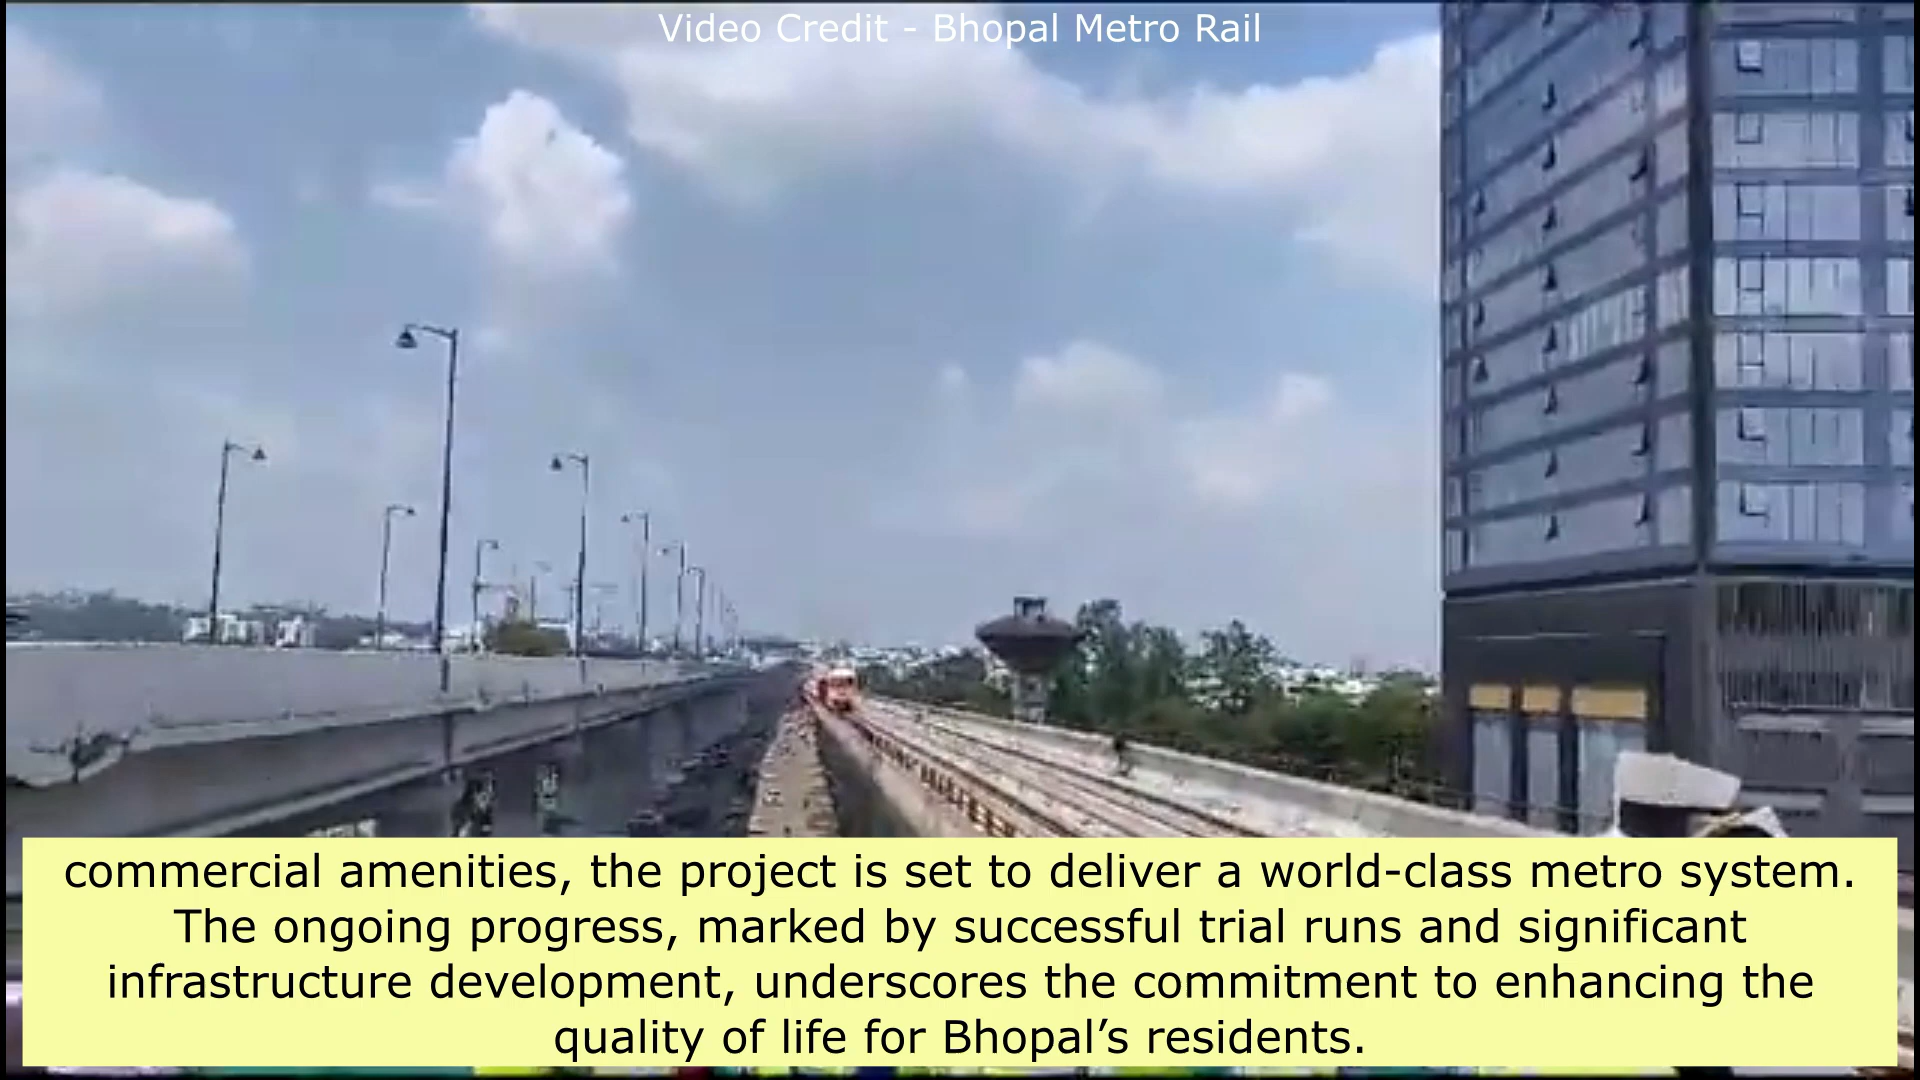 Video Credit - Bhopal Metro Rail
commercial amenities, the project is set to deliver a world-class metro system.
The ongoing progress, marked by successful trial runs and significant
infrastructure development, underscores the commitment to enhancing the
quality of life for Bhopal’s residents.